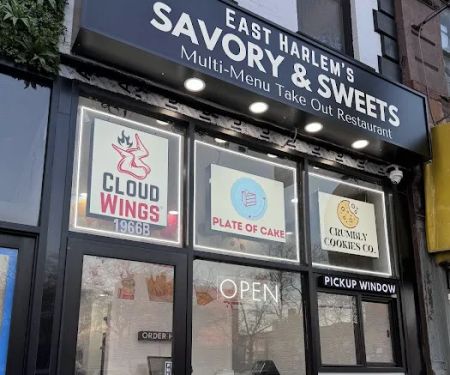 EAST HARLEM'S
SAVORY & SWEETS
Multi-Menu Take Out Restaurant
CLOUD
WINGS
1966B
PLATE OF CAKE
CRUMBLY
COOKIES CO.
PICKUP WINDOW
OPEN
ORDER